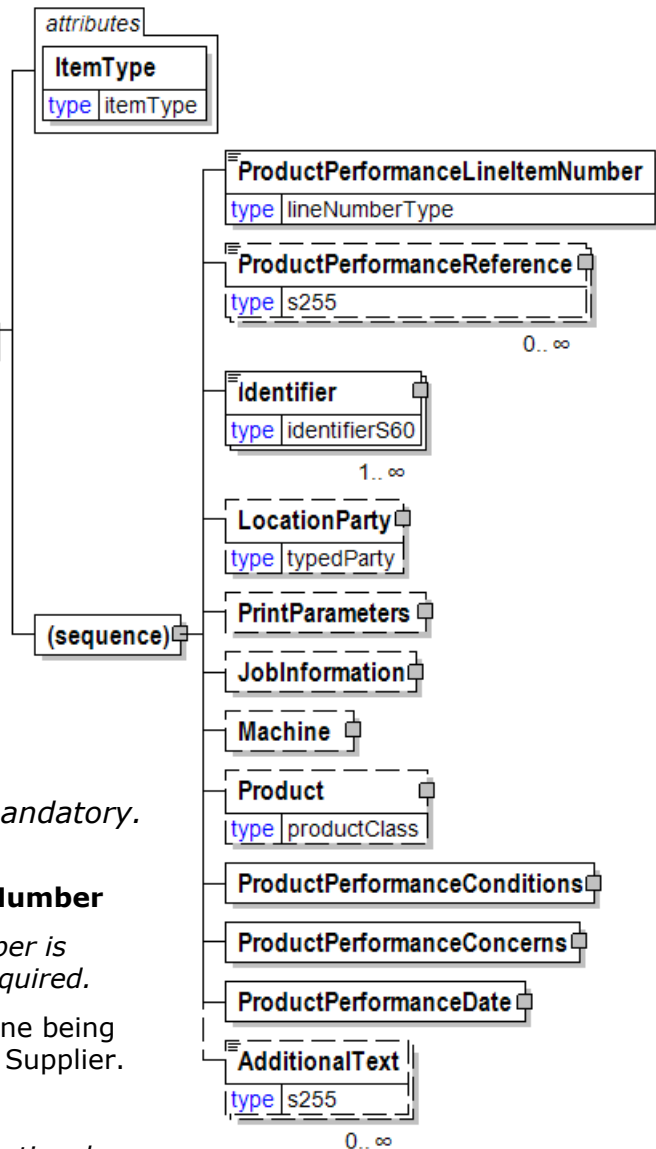 attributes
ItemType
type itemType
ProductPerformanceLineItemNumber
type lineNumberType
ProductPerformanceReference
type s255
0.. ∞
Identifier
type identifierS60
1.. ∞
LocationParty
type typedParty
(sequence)
PrintParameters
JobInformation
Machine
Product
type productClass
ProductPerformanceConditions
ProductPerformanceConcerns
ProductPerformanceDate
AdditionalText
type s255
0.. ∞
andatory.
umber
er is
quired.
ne being
Supplier.